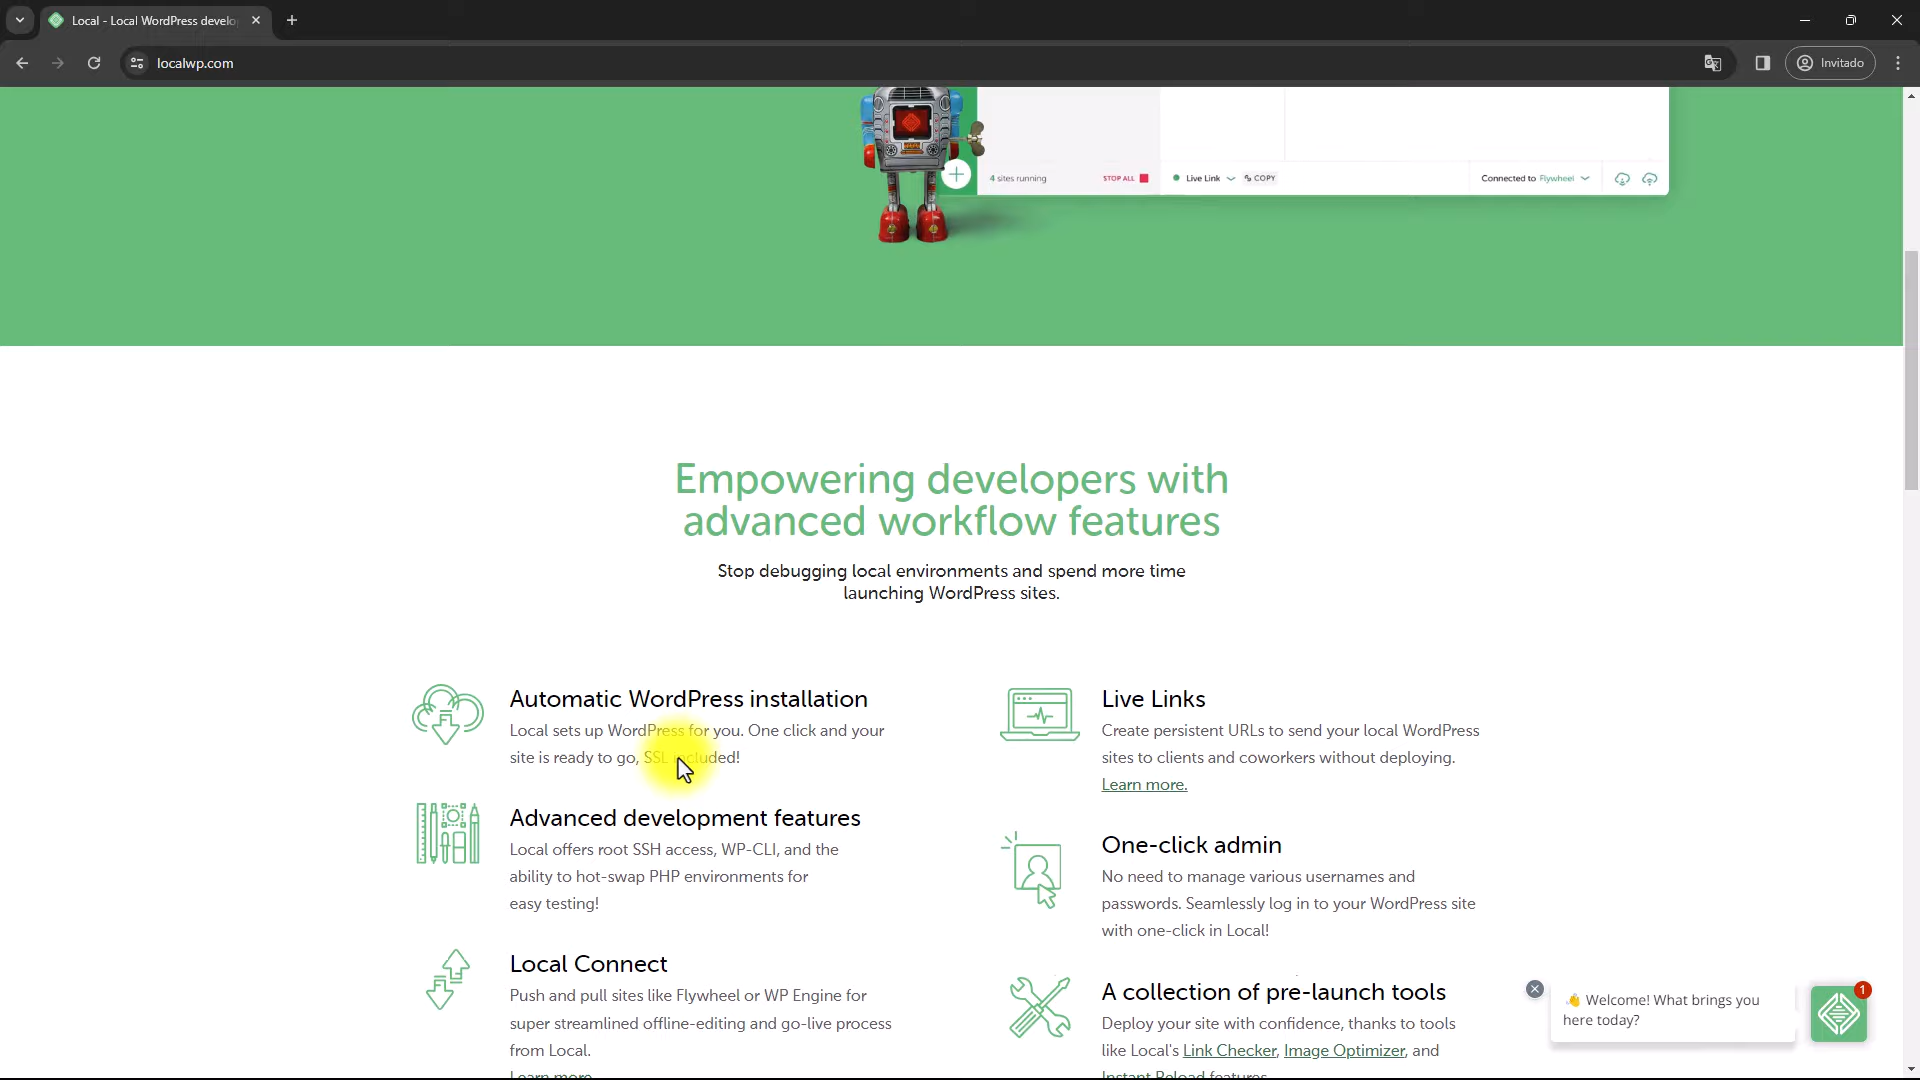 Local - Local WordPress develo
localwp.com
Invitado
4 sites running
STOP ALL
Live Link
COPY
Connected to Flywheel
Empowering developers with
advanced workflow features
Stop debugging local environments and spend more time
launching WordPress sites.
Automatic WordPress installation
Local sets up WordPress for you. One click and your
site is ready to go, SSL included!
Advanced development features
Local offers root SSH access, WP-CLI, and the
ability to hot-swap PHP environments for
easy testing!
Local Connect
Push and pull sites like Flywheel or WP Engine for
super streamlined offline-editing and go-live process
from Local.
Learn more.
Live Links
Create persistent URLs to send your local WordPress
sites to clients and coworkers without deploying.
Learn more.
One-click admin
No need to manage various usernames and
passwords. Seamlessly log in to your WordPress site
with one-click in Local!
A collection of pre-launch tools
Deploy your site with confidence, thanks to tools
like Local's Link Checker, Image Optimizer, and
Instant Reload features.
👋 Welcome! What brings you
here today?
1